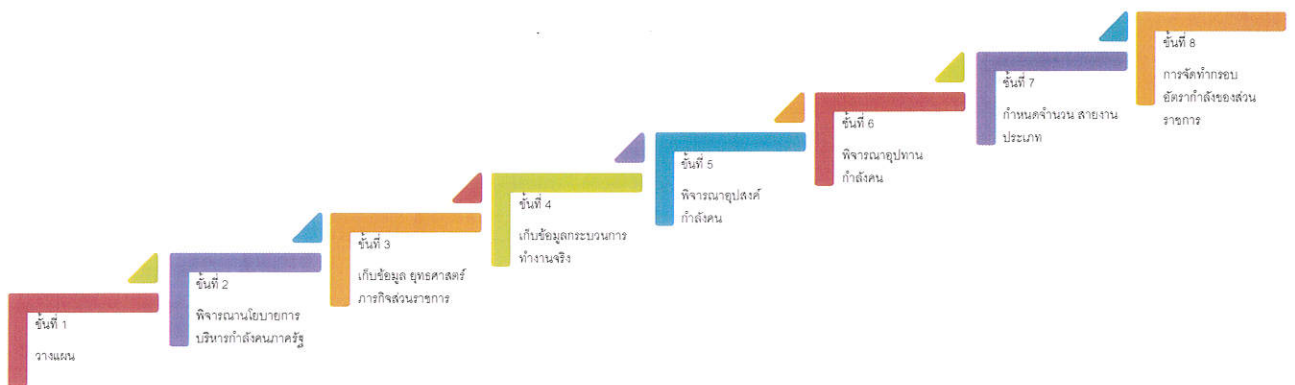 ขั้นที่ 1
วางแผน
ขั้นที่ 2
พิจารณานโยบายการ
บริหารกำลังคนภาครัฐ
ขั้นที่ 3
เก็บข้อมูล ยุทธศาสตร์
ภารกิจส่วนราชการ
ขั้นที่ 4
เก็บข้อมูลกระบวนการ
ทำงานจริง
ขั้นที่ 5
พิจารณาอุปสงค์
กำลังคน
ขั้นที่ 6
พิจารณาอุปทาน
กำลังคน
ขั้นที่ 7
กำหนดจำนวน สายงาน
ประเภท
ขั้นที่ 8
การจัดทำกรอบ
อัตรากำลังของส่วน
ราชการ